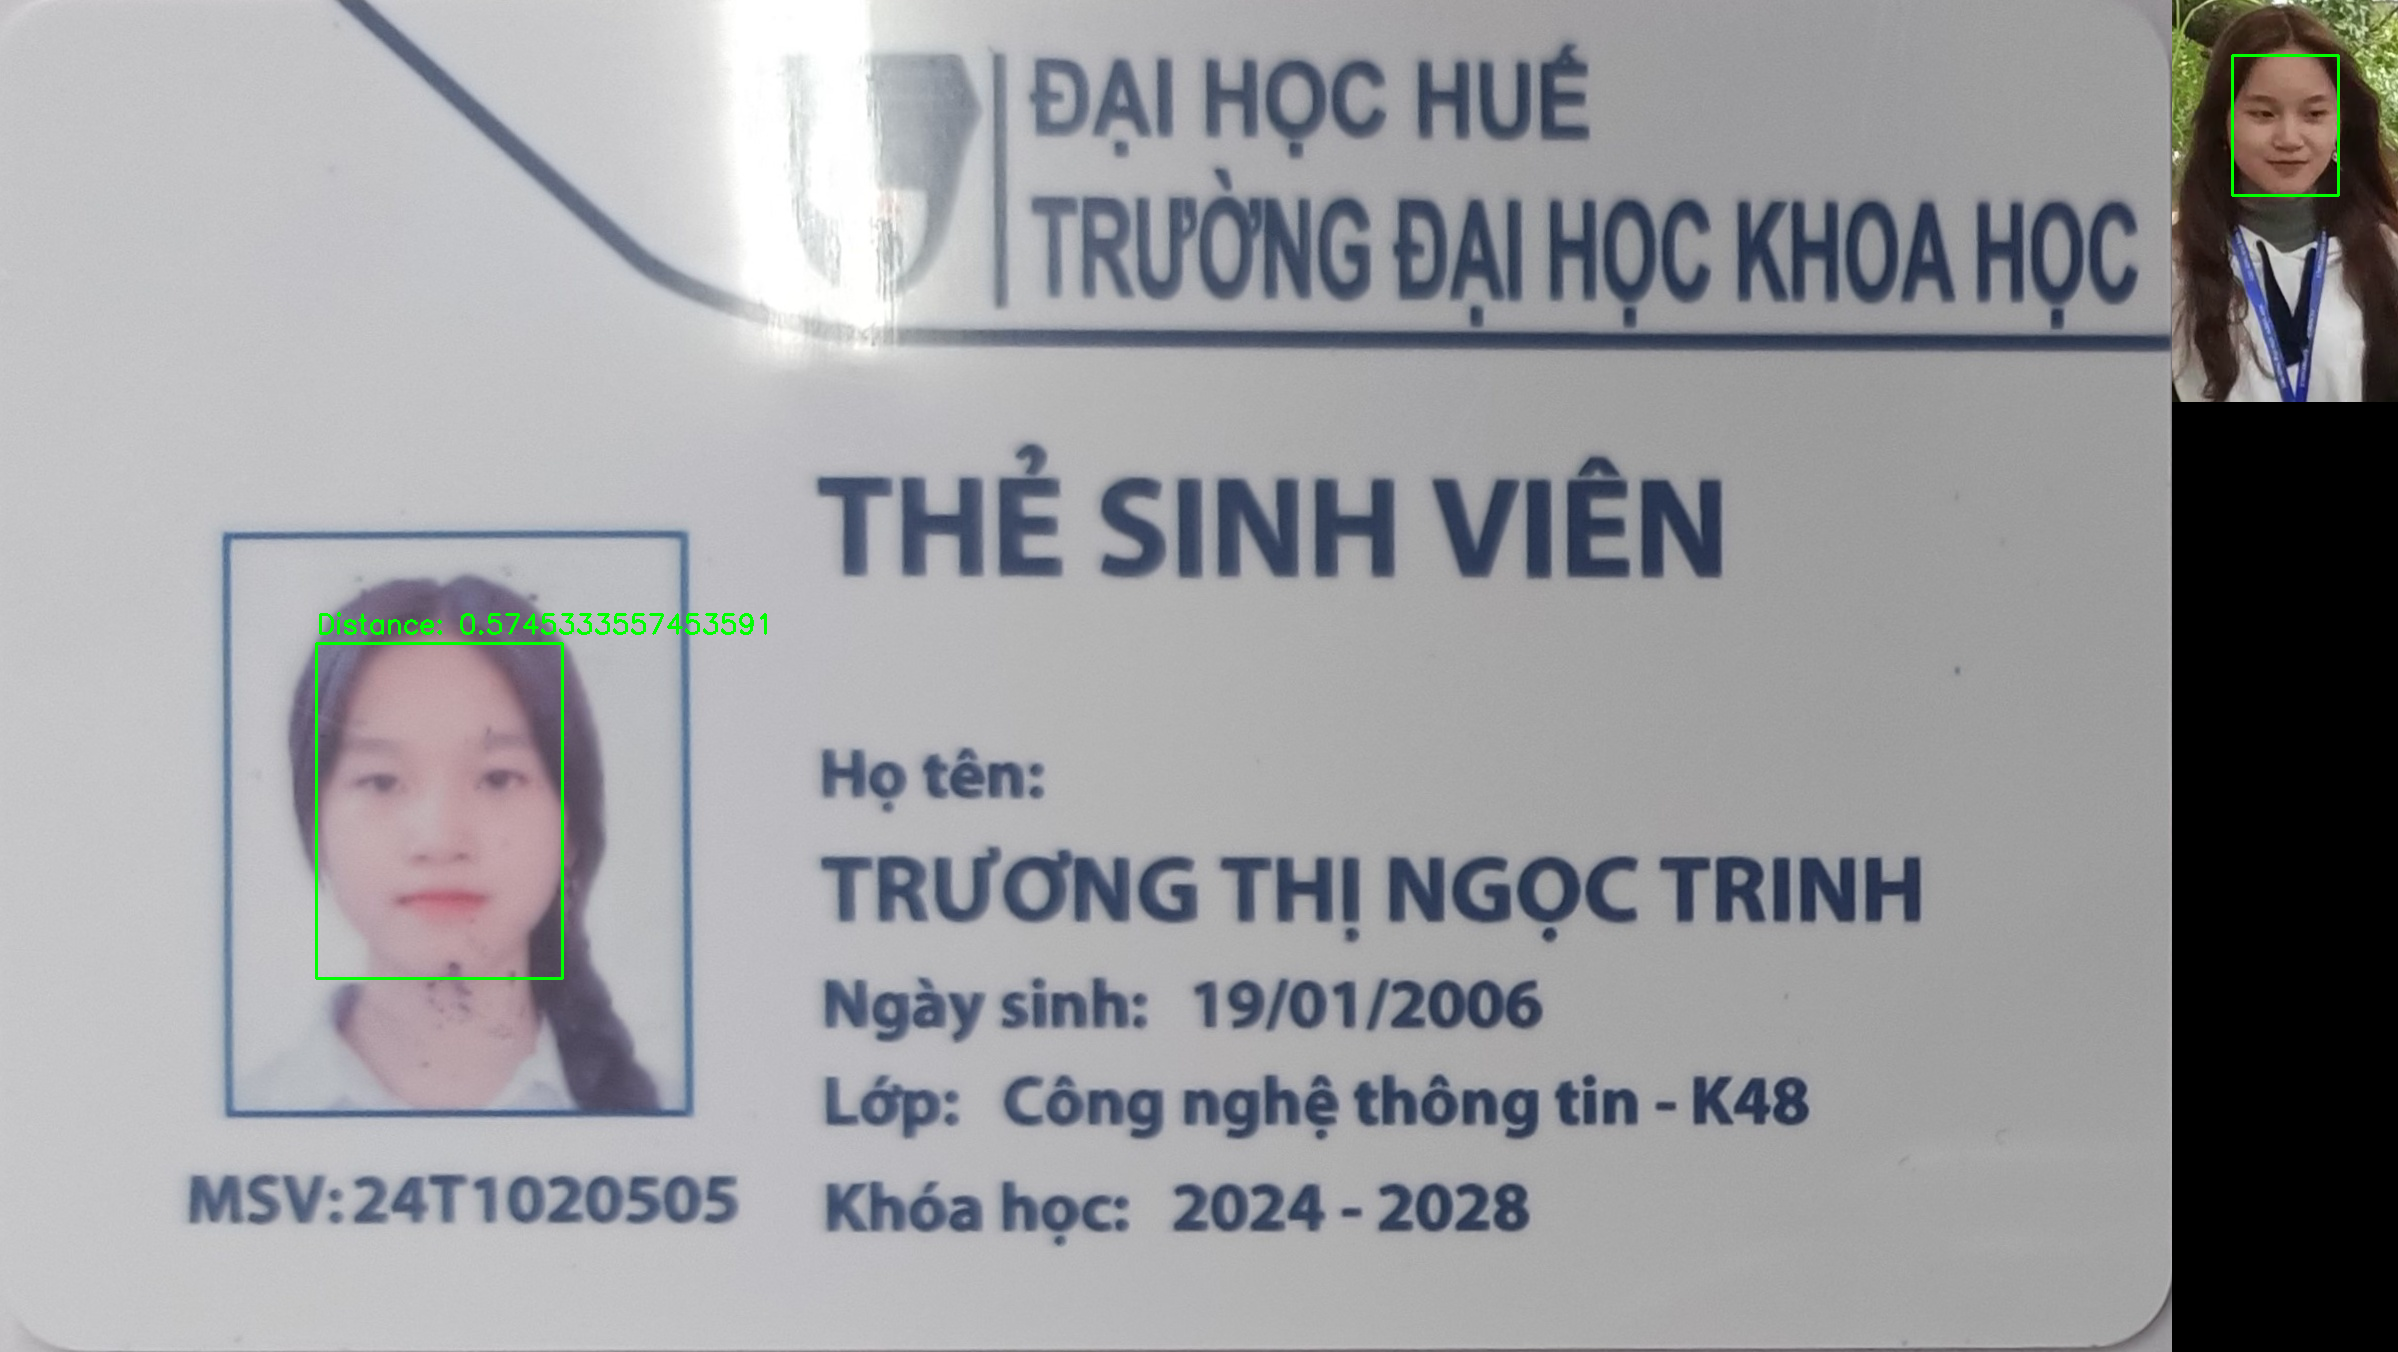 ĐẠI HỌC HUẾ
TRƯỜNG ĐẠI HỌC KHOA HỌC
THẺ SINH VIÊN
Distance: 0.5745333557453591
Họ tên:
TRƯƠNG THỊ NGỌC TRINH
Ngày sinh: 19/01/2006
Lớp: Công nghệ thông tin - K48
MSV: 24T1020505
Khóa học: 2024 - 2028